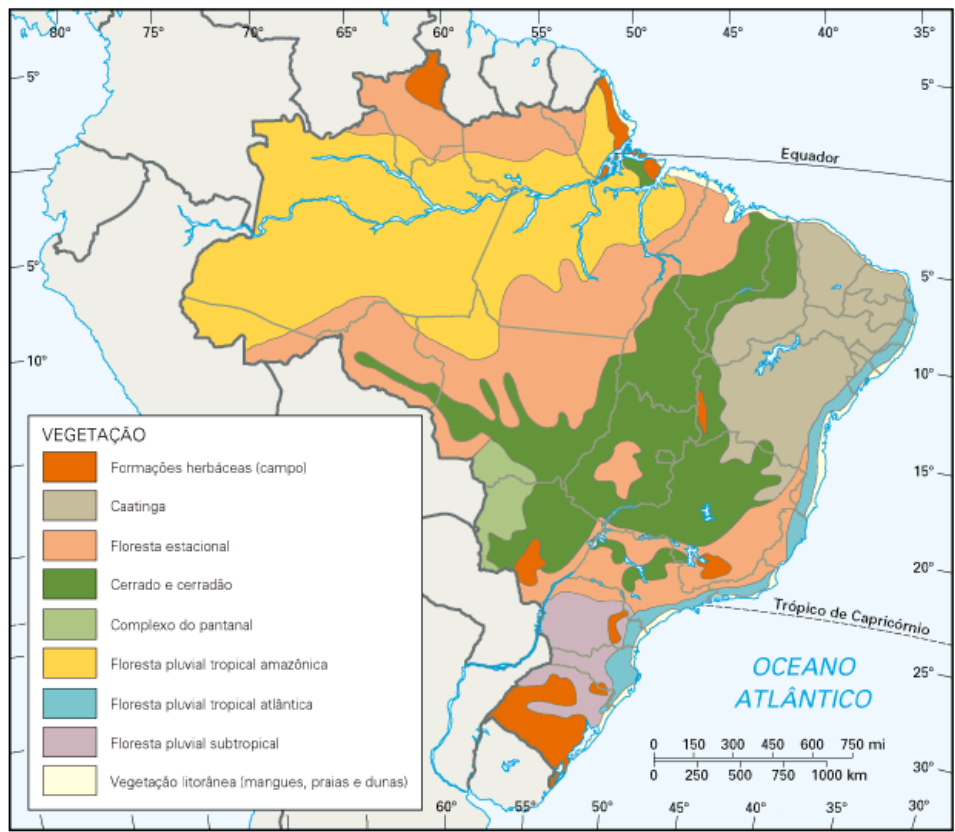 80° 75° 65° 70° 60° 55° 50° 45° 40° 35°
5° 5°
Equador
5° 5°
10° 10°
VEGETAÇÃO
Formações herbáceas (campo)
Caatinga
Floresta estacional
Cerrado e cerradão
Complexo do pantanal
Floresta pluvial tropical amazônica
Floresta pluvial tropical atlântica
Floresta pluvial subtropical
Vegetação litorânea (mangues, praias e dunas)
15°
20°
Trópico de Capricórnio
25°
OCEANO
ATLÂNTICO
0 150 300 450 600 750 mi
0 250 500 750 1000 km
30°
60° 55° 50° 45° 40° 35° 30°